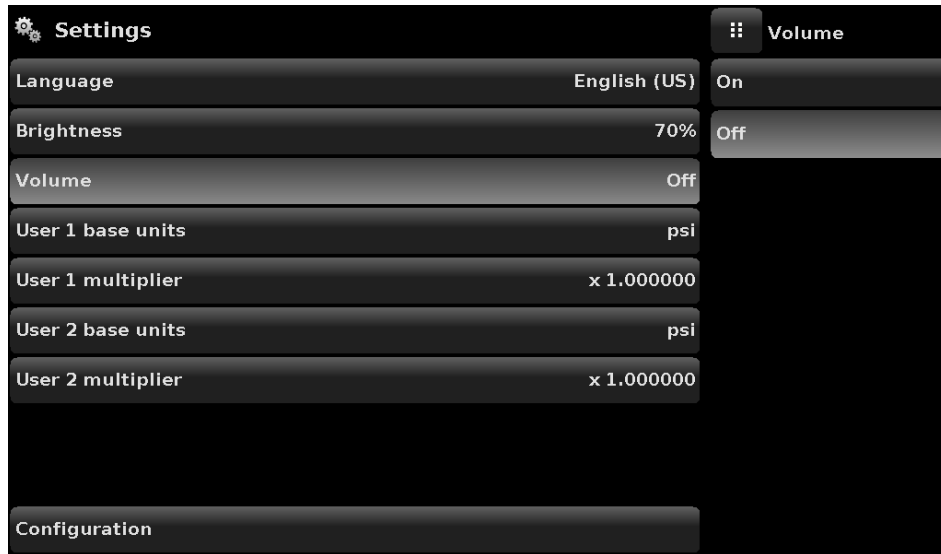 Settings
Language English (US)
Brightness 70%
Volume Off
User 1 base units psi
User 1 multiplier x 1.000000
User 2 base units psi
User 2 multiplier x 1.000000
Configuration
Volume
On
Off